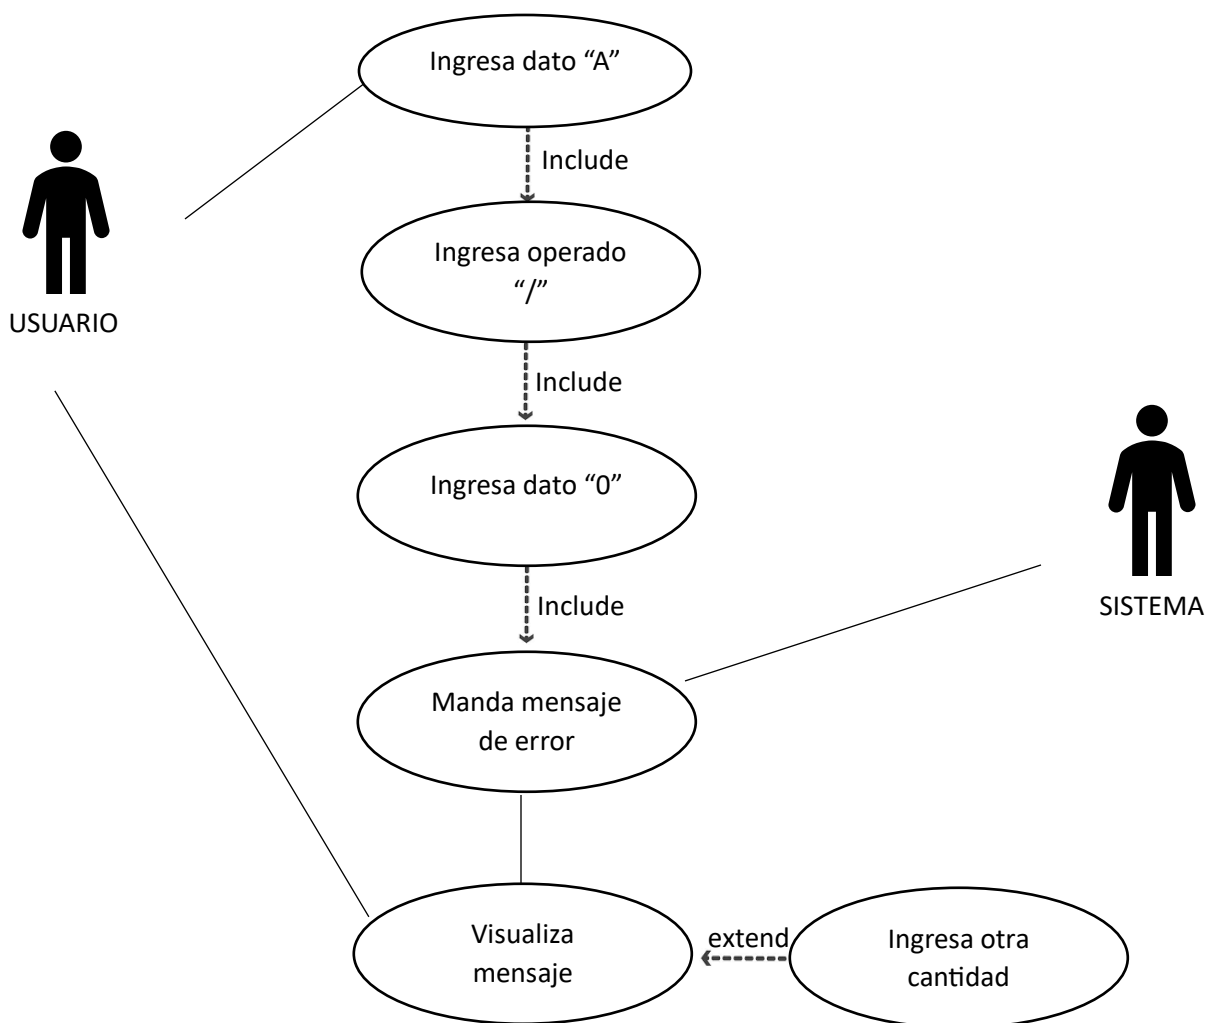 Ingresa dato “A”
Include
Ingresa operado
“/”
USUARIO
Include
Ingresa dato “0”
Include
SISTEMA
Manda mensaje
de error
Visualiza
mensaje
extend
Ingresa otra
cantidad